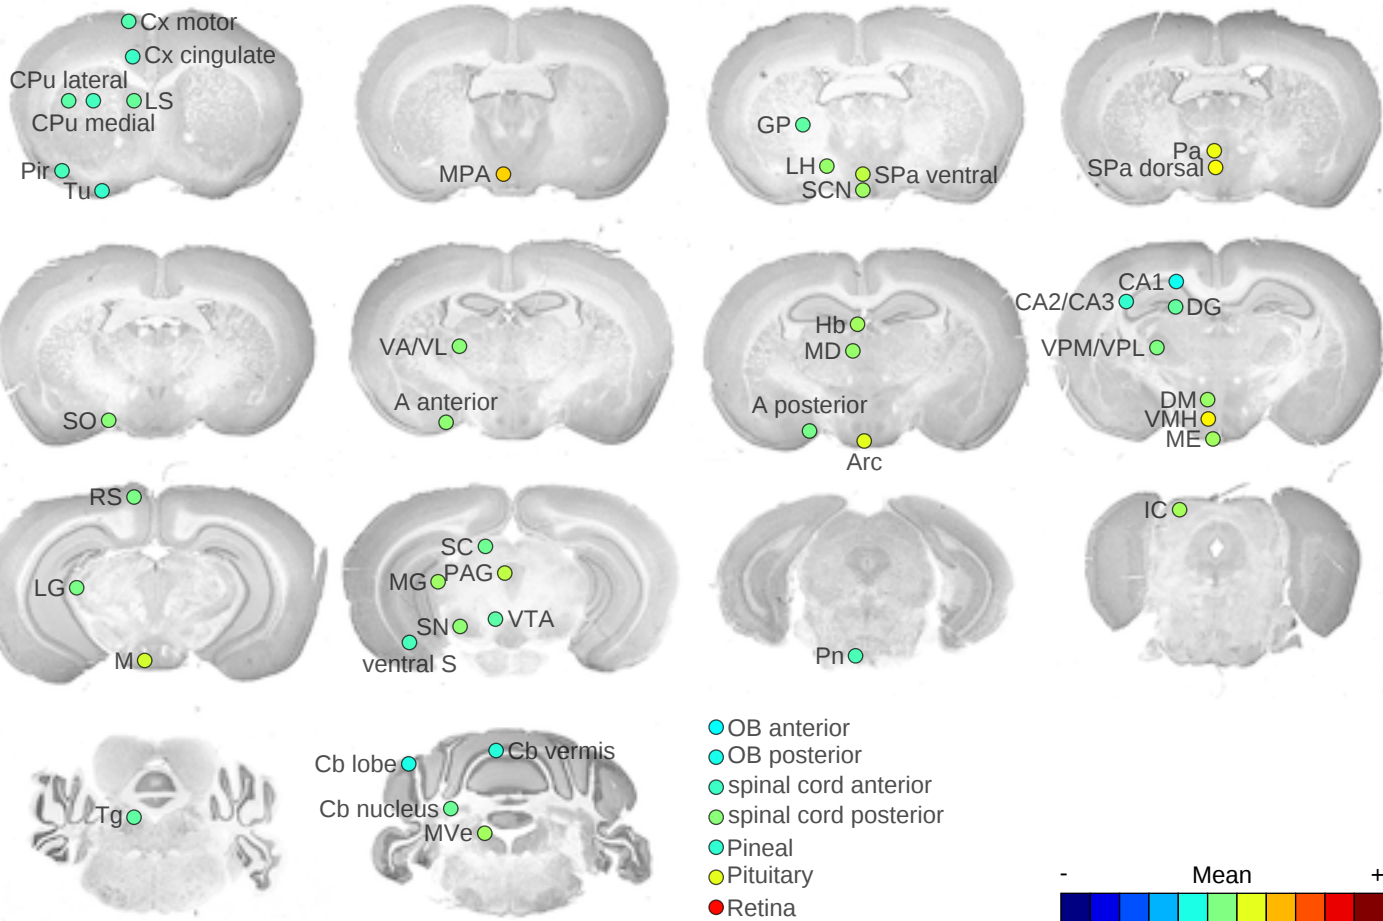 Cx motor
Cx cingulate
CPu lateral
LS
CPu medial
Pir
Tu
MPA
GP
LH
SPa ventral
SCN
Pa
SPa dorsal
SO
VA/VL
A anterior
Hb
MD
A posterior
Arc
CA1
CA2/CA3
DG
VPM/VPL
DM
VMH
ME
RS
LG
M
SC
MG
PAG
SN
VTA
ventral S
Pn
IC
Tg
Cb lobe
Cb vermis
Cb nucleus
MVe
OB anterior
OB posterior
spinal cord anterior
spinal cord posterior
Pineal
Pituitary
Retina
- Mean +